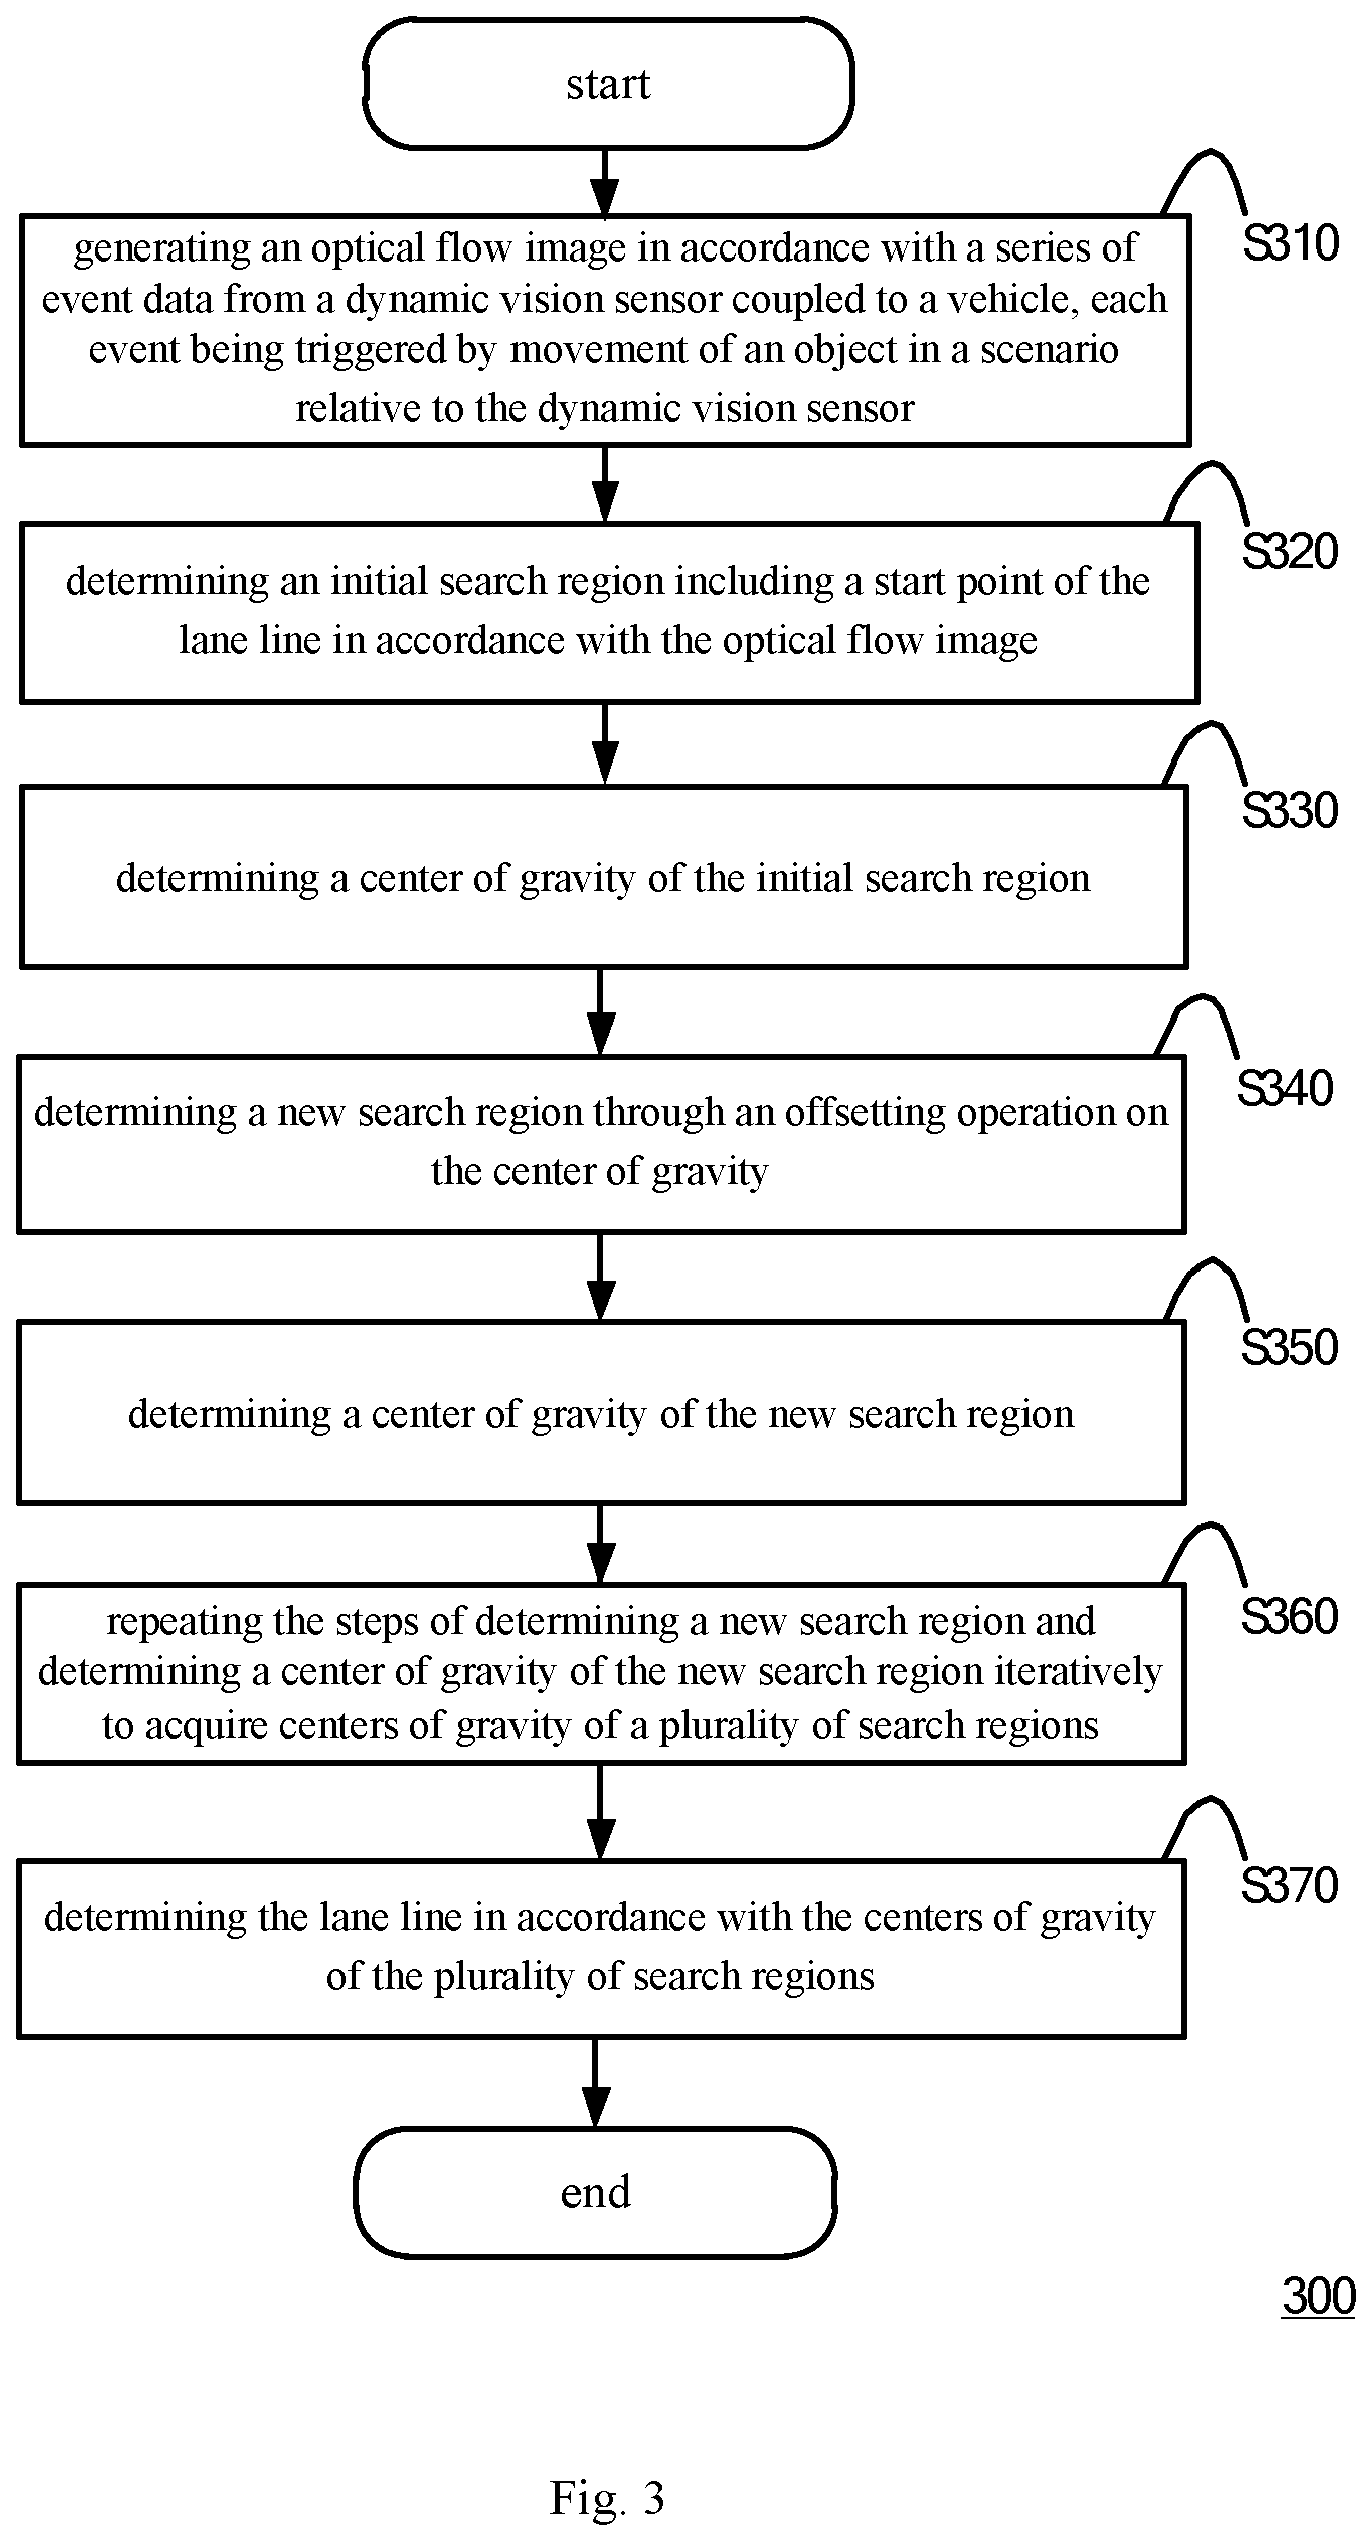 start
S310
generating an optical flow image in accordance with a series of
event data from a dynamic vision sensor coupled to a vehicle, each
event being triggered by movement of an object in a scenario
relative to the dynamic vision sensor
S320
determining an initial search region including a start point of the
lane line in accordance with the optical flow image
S330
determining a center of gravity of the initial search region
S340
determining a new search region through an offsetting operation on
the center of gravity
S350
determining a center of gravity of the new search region
S360
repeating the steps of determining a new search region and
determining a center of gravity of the new search region iteratively
to acquire centers of gravity of a plurality of search regions
S370
determining the lane line in accordance with the centers of gravity
of the plurality of search regions
end
300
Fig. 3